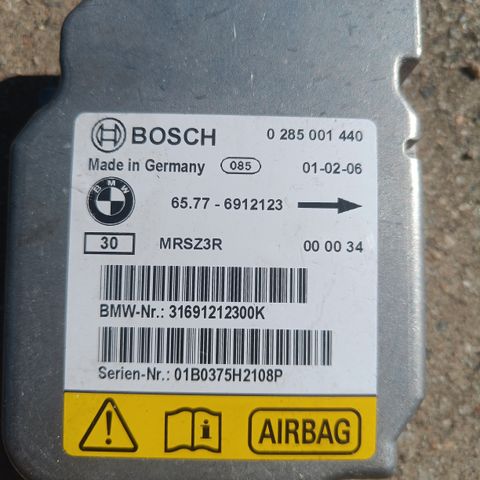 BOSCH 0 285 001 440
Made in Germany 085 01-02-06
BMW 65.77 - 6912123
30 MRSZ3R 00 00 34
BMW-Nr.: 31691212300K
Serien-Nr.: 01B0375H2108P
i AIRBAG